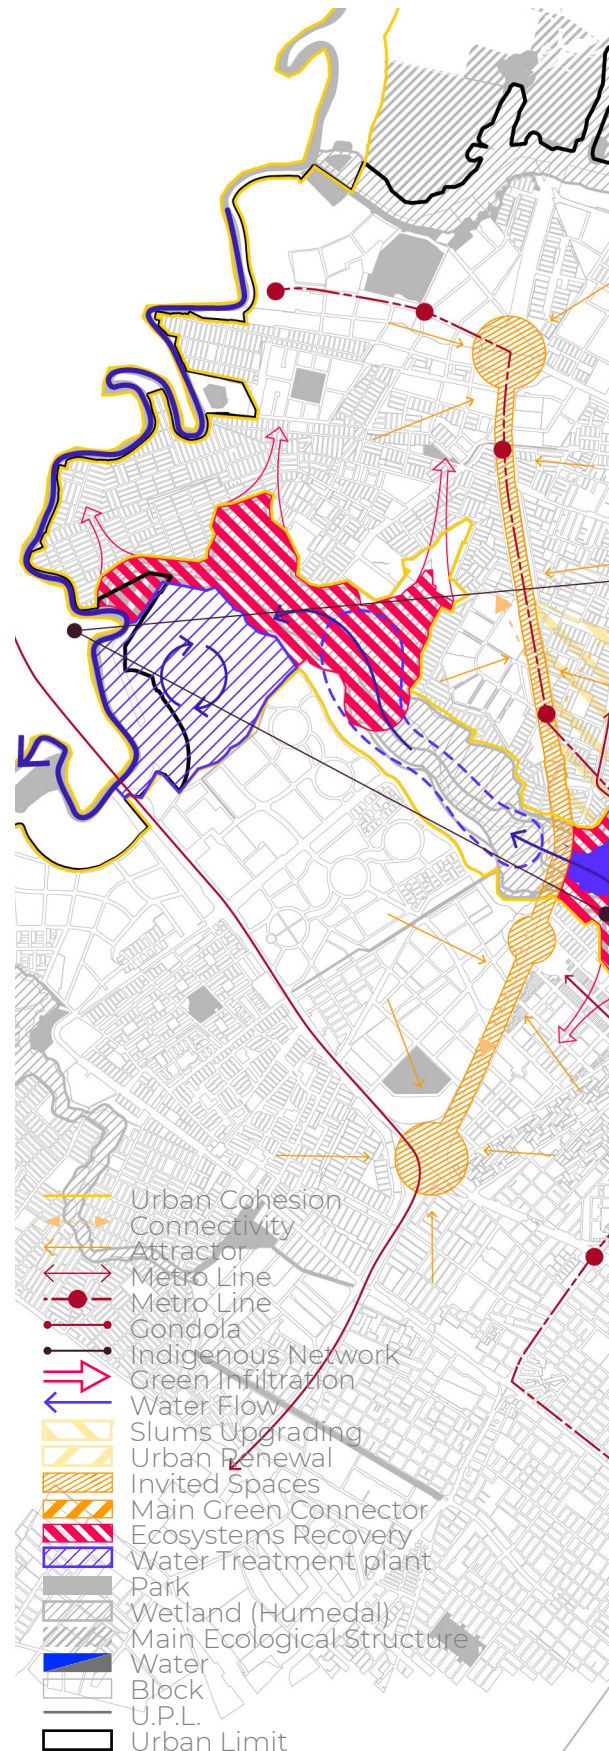 Urban Cohesion
Connectivity
Attractor
Metro Line
Metro Line
Gondola
Indigenous Network
Green Infiltration
Water Flow
Slums Upgrading
Urban Renewal
Invited Spaces
Main Green Connector
Ecosystems Recovery
Water Treatment plant
Park
Wetland (Humedal)
Main Ecological Structure
Water
Block
U.P.L.
Urban Limit